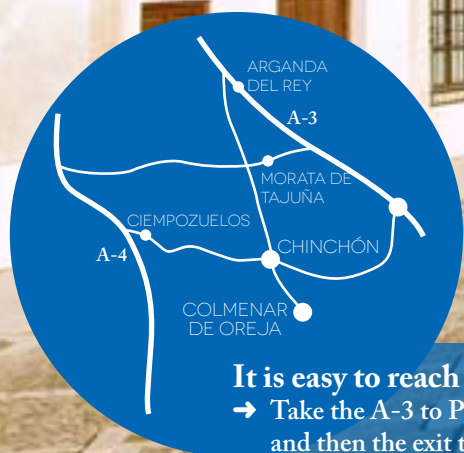 ARGANDA
DEL REY
A-3
MORATA DE
TAJUÑA
CIEMPOZUELOS
A-4
CHINCHÓN
COLMENAR
DE OREJA
It is easy to reach
➔ Take the A-3 to P
and then the exit t